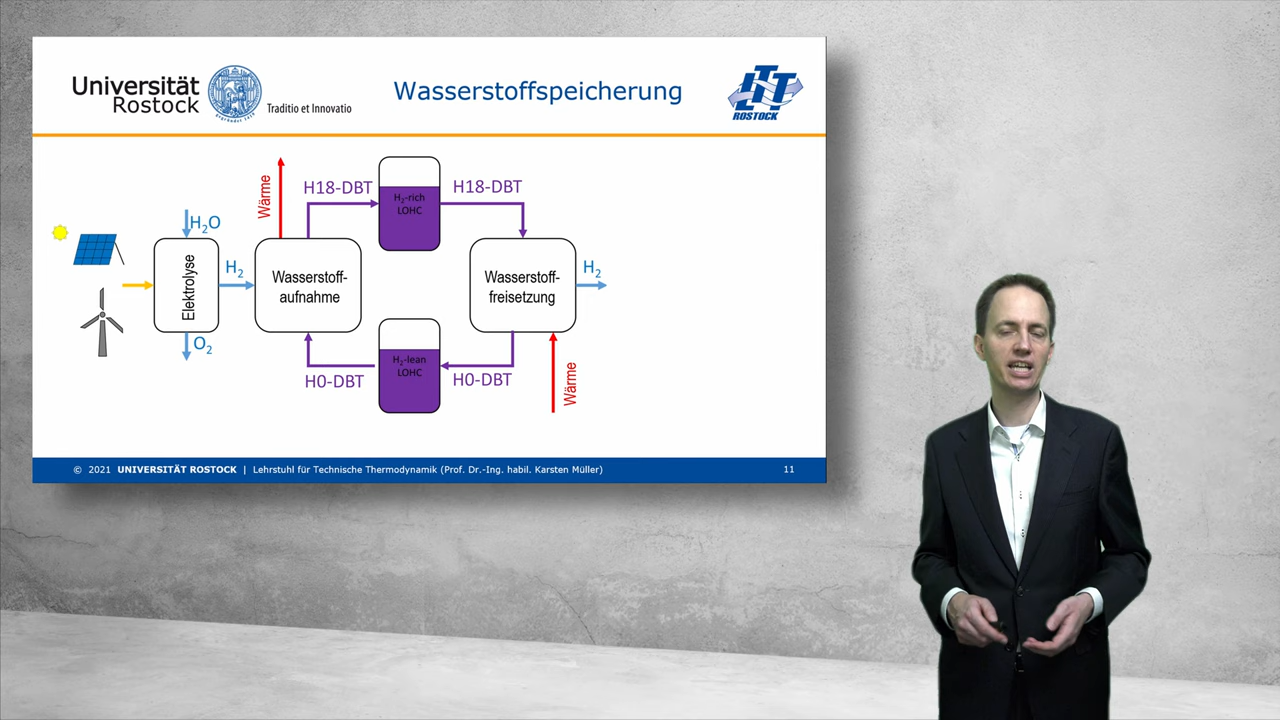 Universität
Rostock
Traditio et Innovatio
Wasserstoffspeicherung
LTT
ROSTOCK
Wärme
H18-DBT
H₂-rich
LOHC
H18-DBT
H₂O
Elektrolyse
H₂
Wasserstoff-
aufnahme
Wasserstoff-
freisetzung
H₂
O₂
H0-DBT
H₂-lean
LOHC
H0-DBT
Wärme
© 2021 UNIVERSITÄT ROSTOCK | Lehrstuhl für Technische Thermodynamik (Prof. Dr.-Ing. habil. Karsten Müller)
11